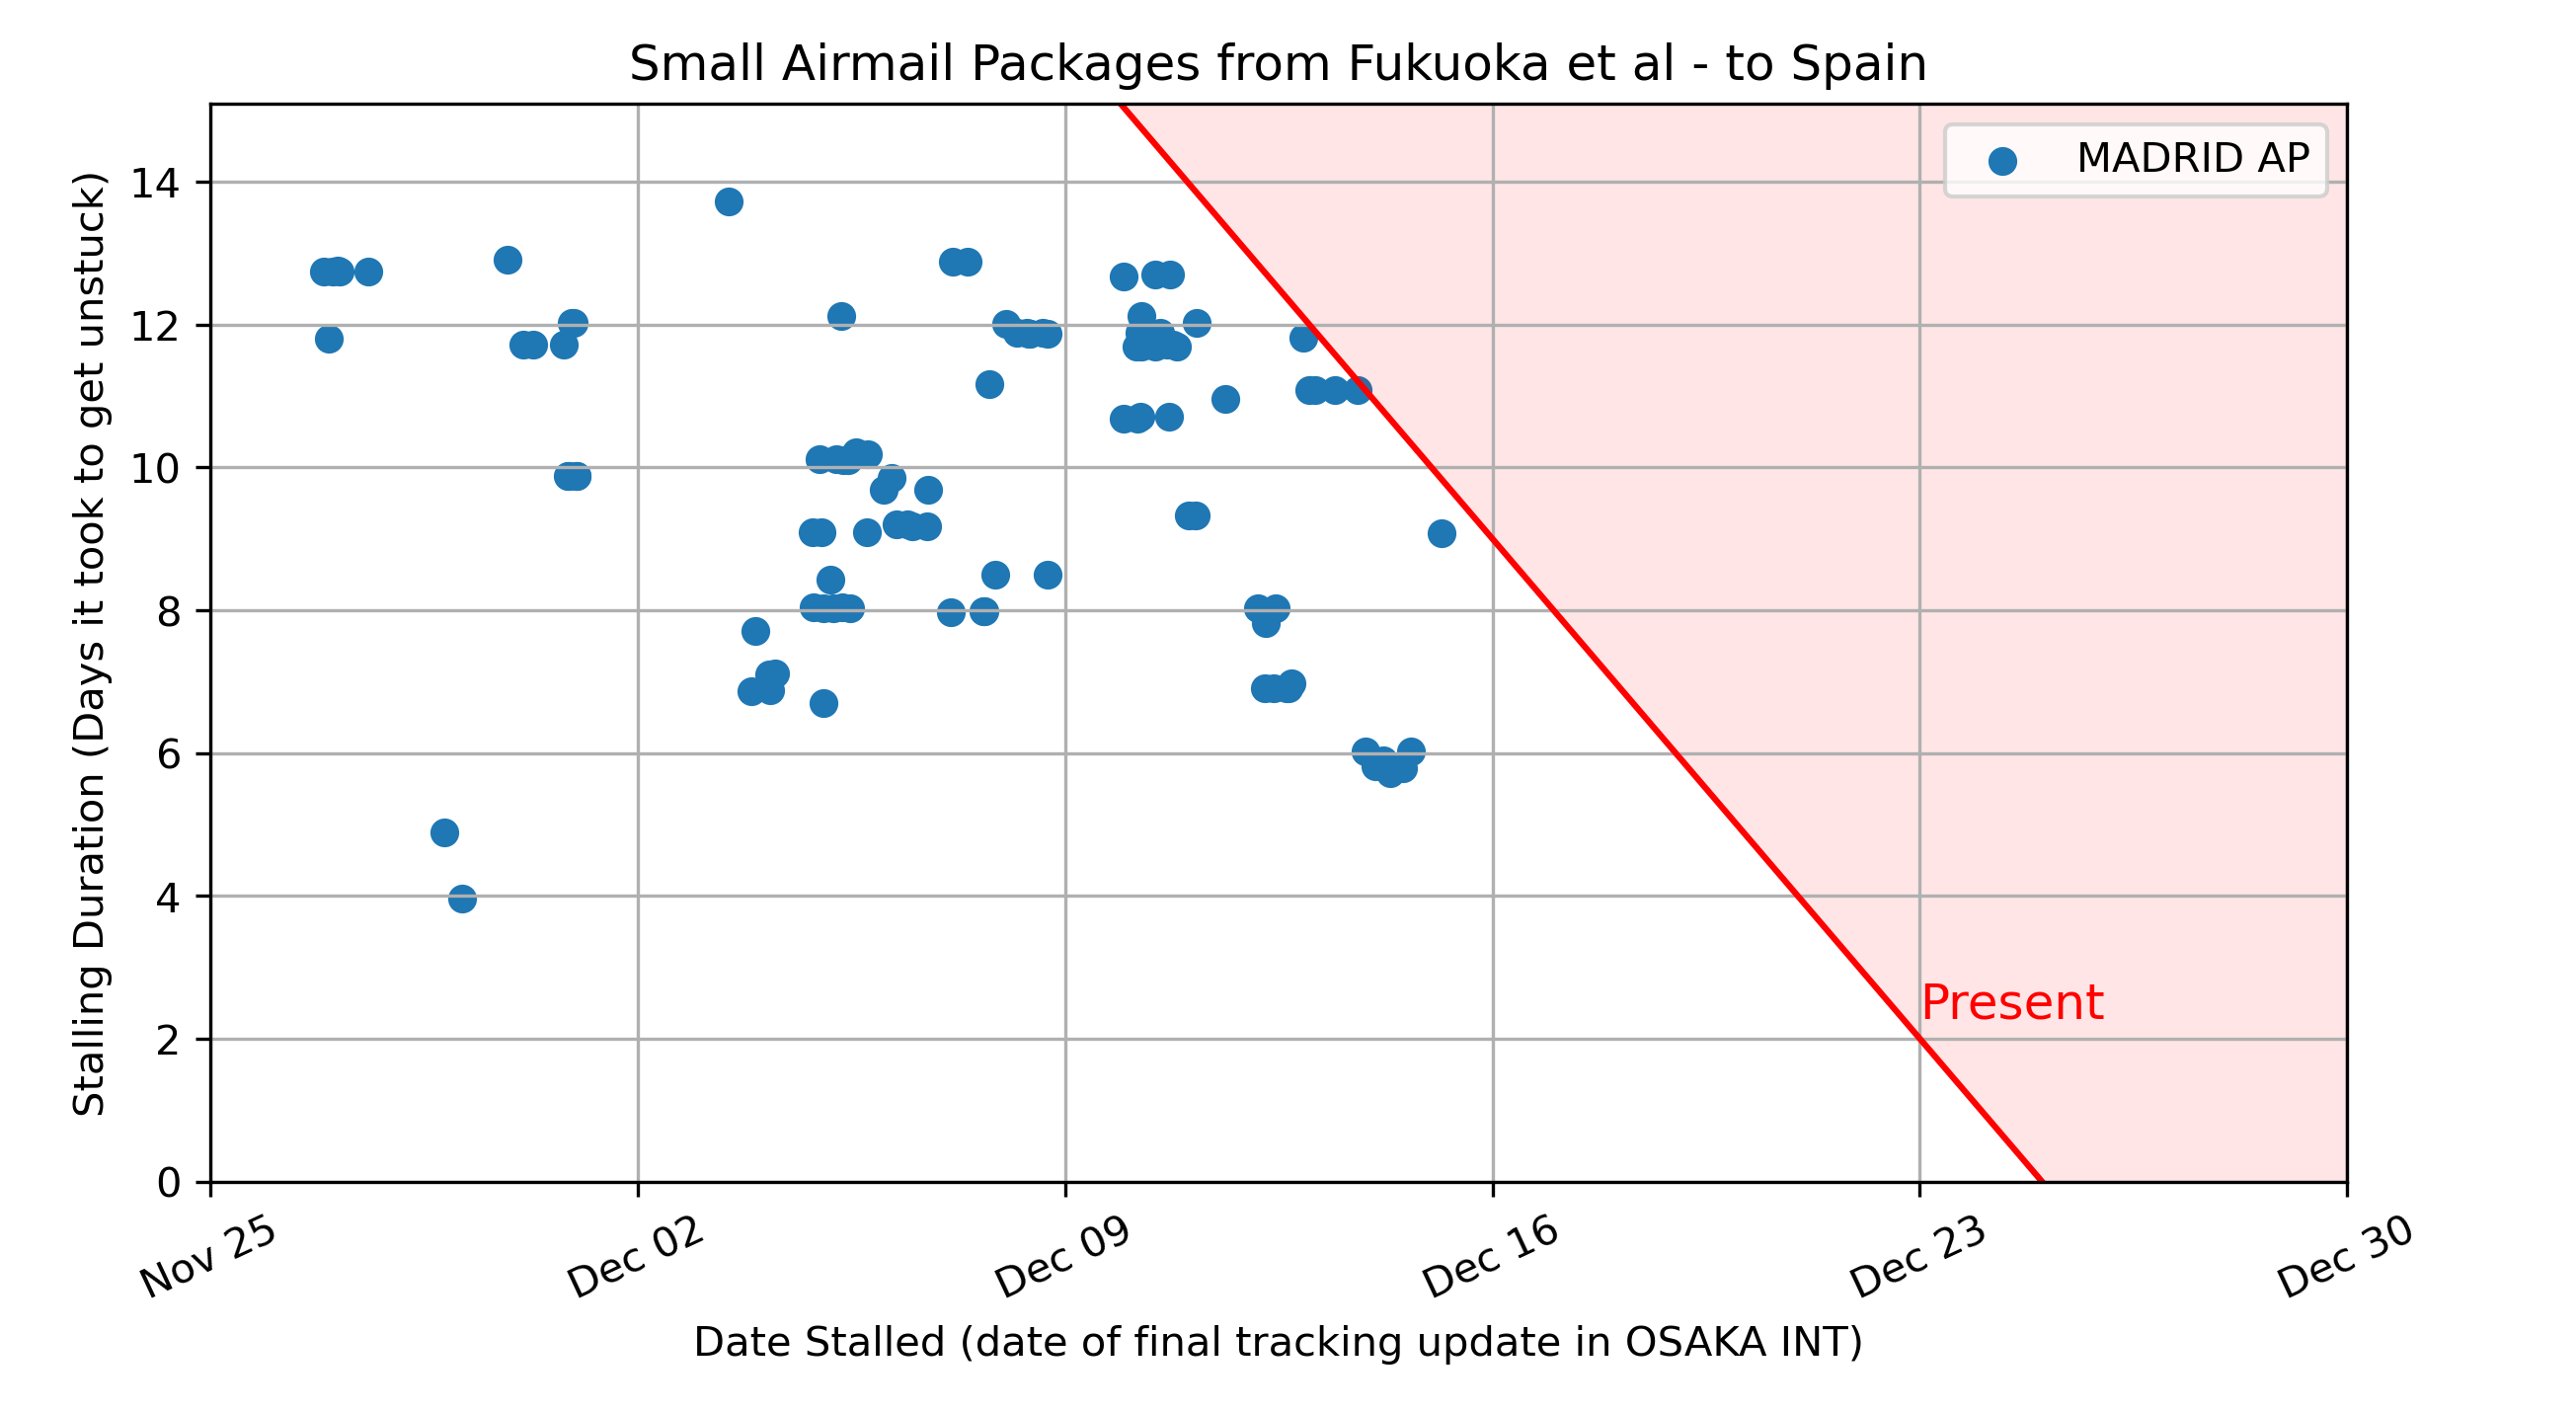 Small Airmail Packages from Fukuoka et al - to Spain
MADRID AP
Stalling Duration (Days it took to get unstuck)
14
12
10
8
6
4
2
0
Present
Nov 25
Dec 02
Dec 09
Dec 16
Dec 23
Dec 30
Date Stalled (date of final tracking update in OSAKA INT)